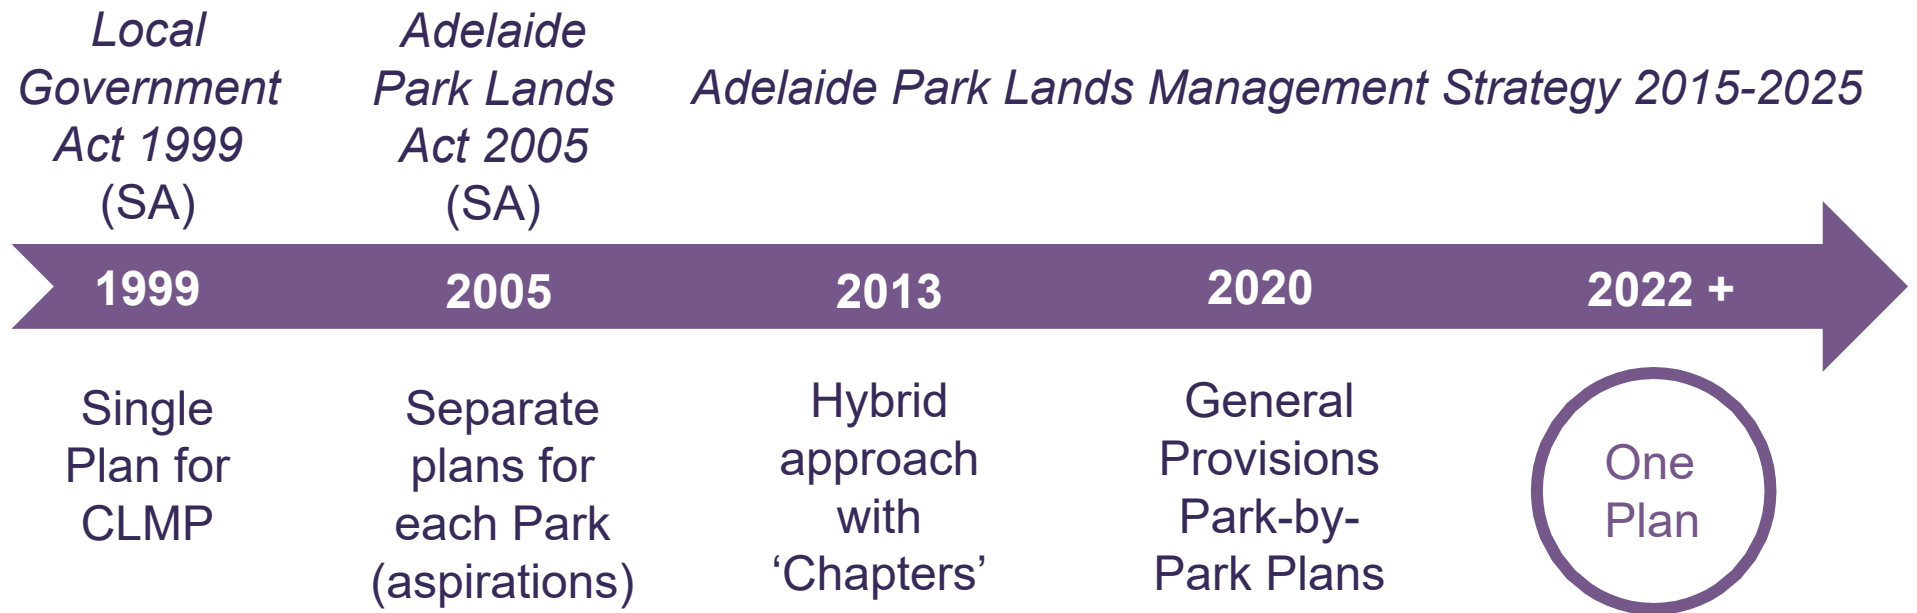 Local
Government
Act 1999
(SA)
Adelaide
Park Lands
Act 2005
(SA)
Adelaide Park Lands Management Strategy 2015-2025
1999
2005
2013
2020
2022 +
Single
Plan for
CLMP
Separate
plans for
each Park
(aspirations)
Hybrid
approach
with
‘Chapters’
General
Provisions
Park-by-
Park Plans
One
Plan